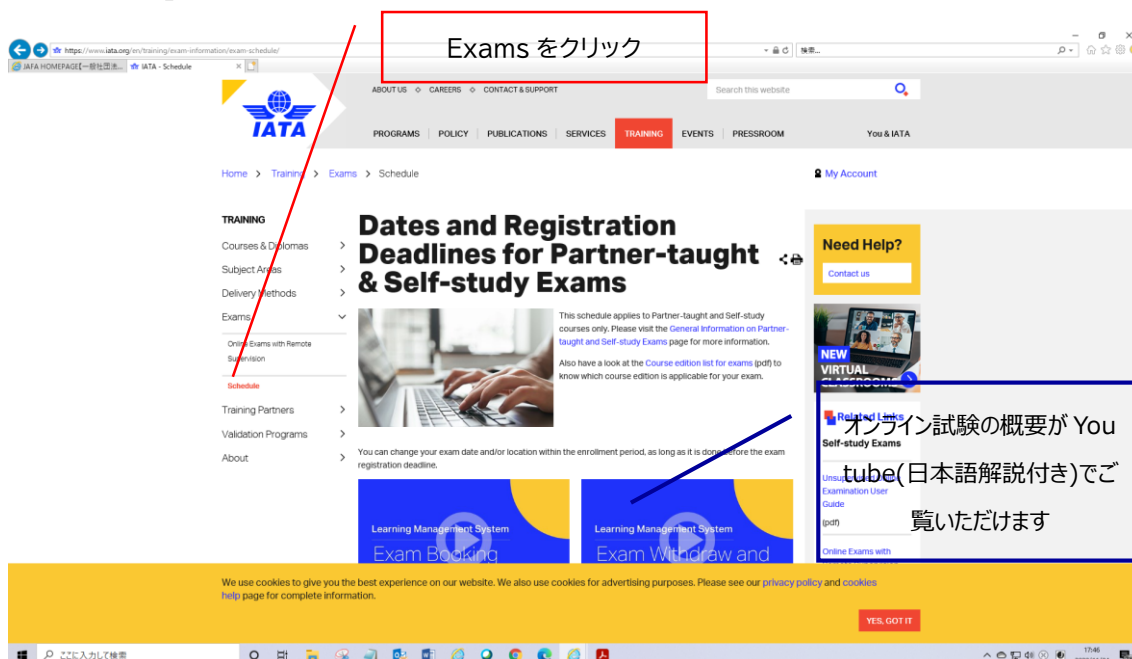 Exams をクリック
https://www.iata.org/en/training/exam-information/exam-schedule/
検索...
JAFA HOMEPAGE【一般社団法...
IATA - Schedule
ABOUT US ◇ CAREERS ◇ CONTACT & SUPPORT
Search this website
IATA
PROGRAMS POLICY PUBLICATIONS SERVICES TRAINING EVENTS PRESSROOM You & IATA
Home > Training > Exams > Schedule
My Account
TRAINING
Courses & Diplomas
Subject Areas
Delivery Methods
Exams
Online Exams with Remote
Supervision
Schedule
Training Partners
Validation Programs
About
Dates and Registration
Deadlines for Partner-taught
& Self-study Exams
This schedule applies to Partner-taught and Self-study
courses only. Please visit the General Information on Partner-
taught and Self-study Exams page for more information.
Also have a look at the Course edition list for exams (pdf) to
know which course edition is applicable for your exam.
You can change your exam date and/or location within the enrollment period, as long as it is done before the exam
registration deadline.
Learning Management System
Exam Booking
Learning Management System
Exam Withdraw and
Need Help?
Contact us
NEW
VIRTUAL
CLASSROOMS
Related Links
Self-study Exams
オンライン試験の概要が You
tube(日本語解説付き)でご
覧いただけます
Examination User
Guide
(pdf)
Online Exams with
We use cookies to give you the best experience on our website. We also use cookies for advertising purposes. Please see our privacy policy and cookies
help page for complete information.
YES, GOT IT
ここに入力して検索
17:46